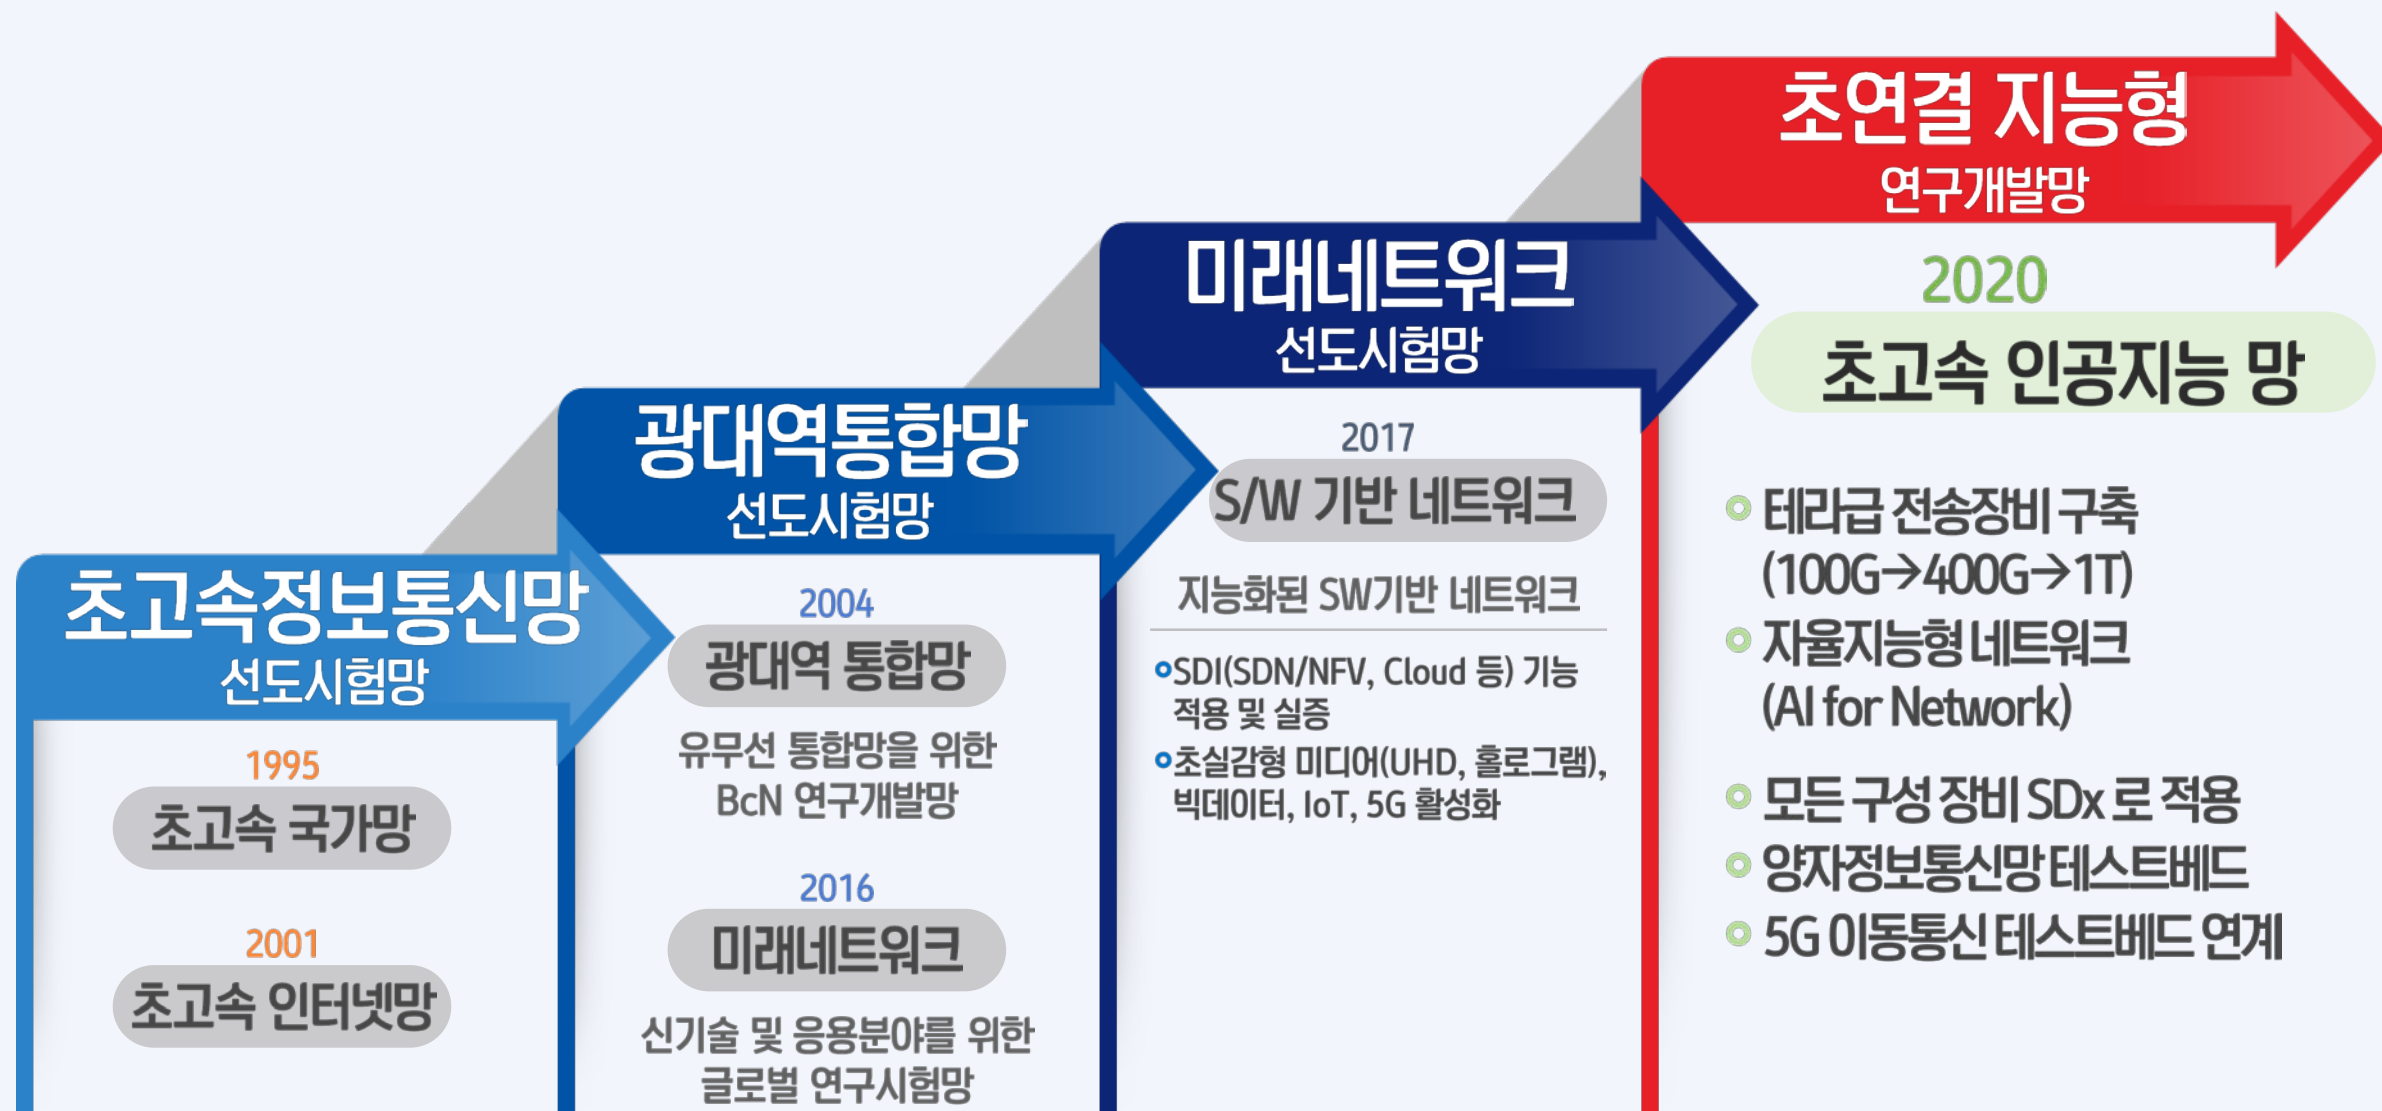 초고속정보통신망
선도시험망
1995
초고속 국가망
2001
초고속 인터넷망
광대역통합망
선도시험망
2004
광대역 통합망
유무선 통합망을 위한
BcN 연구개발망
2016
미래네트워크
신기술 및 응용분야를 위한
글로벌 연구시험망
미래네트워크
선도시험망
2017
S/W 기반 네트워크
지능화된 SW기반 네트워크
SDI(SDN/NFV, Cloud 등) 기능
적용 및 실증
초실감형 미디어(UHD, 홀로그램),
빅데이터, IoT, 5G 활성화
초연결 지능형
연구개발망
2020
초고속 인공지능 망
테라급 전송장비 구축
(100G→400G→1T)
자율지능형 네트워크
(AI for Network)
모든 구성 장비 SDx 로 적용
양자정보통신망 테스트베드
5G 이동통신 테스트베드 연계